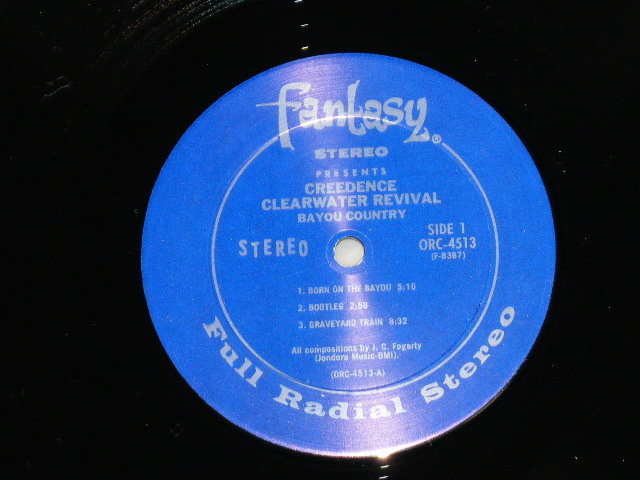 fantasy®
STEREO
PRESENTS
CREEDENCE
CLEARWATER REVIVAL
BAYOU COUNTRY
STEREO
SIDE 1
ORC-4513
(F-8387)
1. BORN ON THE BAYOU 5:10
2. BOOTLEG 2:58
3. GRAVEYARD TRAIN 8:32
All compositions by J. C. Fogarty
(Jondora Music-BMI).
(ORC-4513-A)
Full Radial Stereo